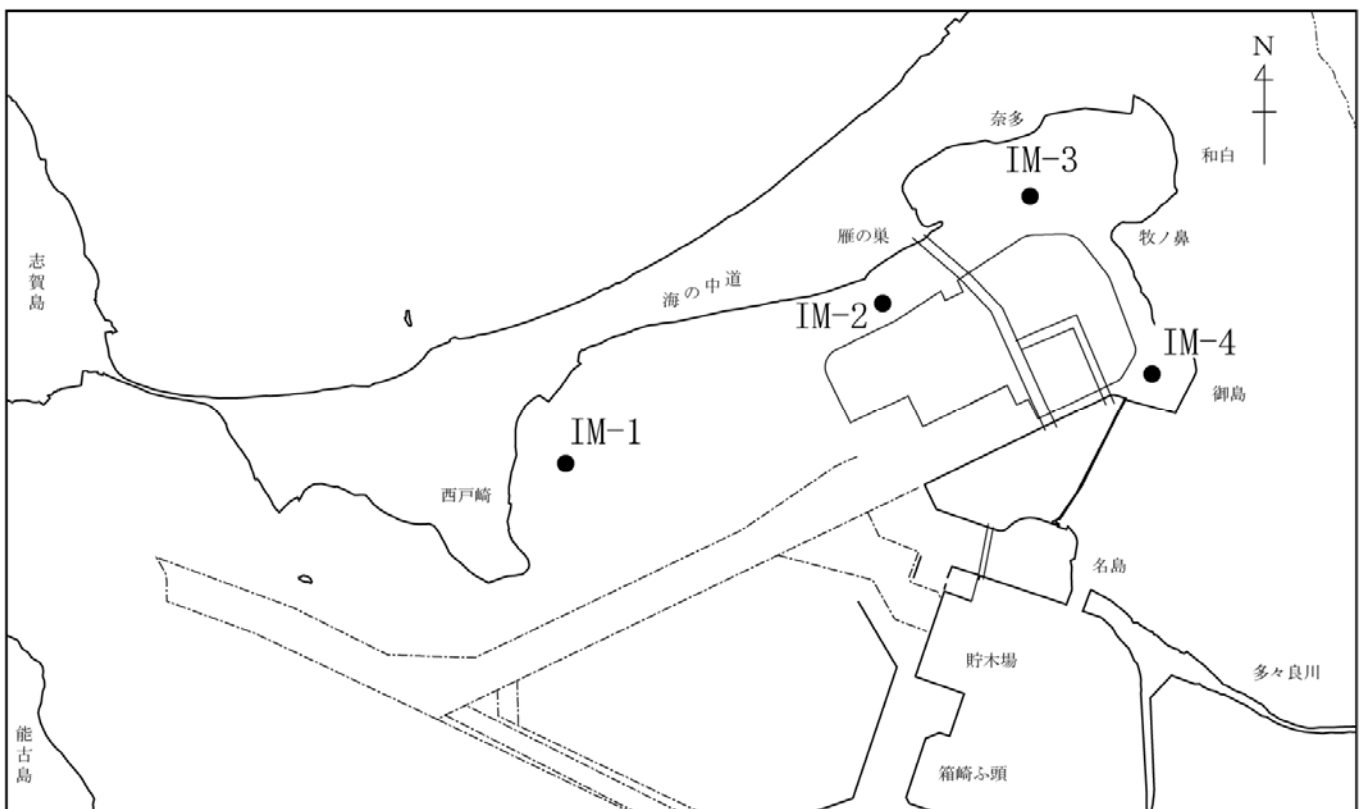 N
奈多
和白
IM-3
牧ノ鼻
雁の巣
志賀島
海の中道
IM-2
IM-4
御島
IM-1
西戸崎
名島
貯木場
多々良川
能古島
箱崎ふ頭